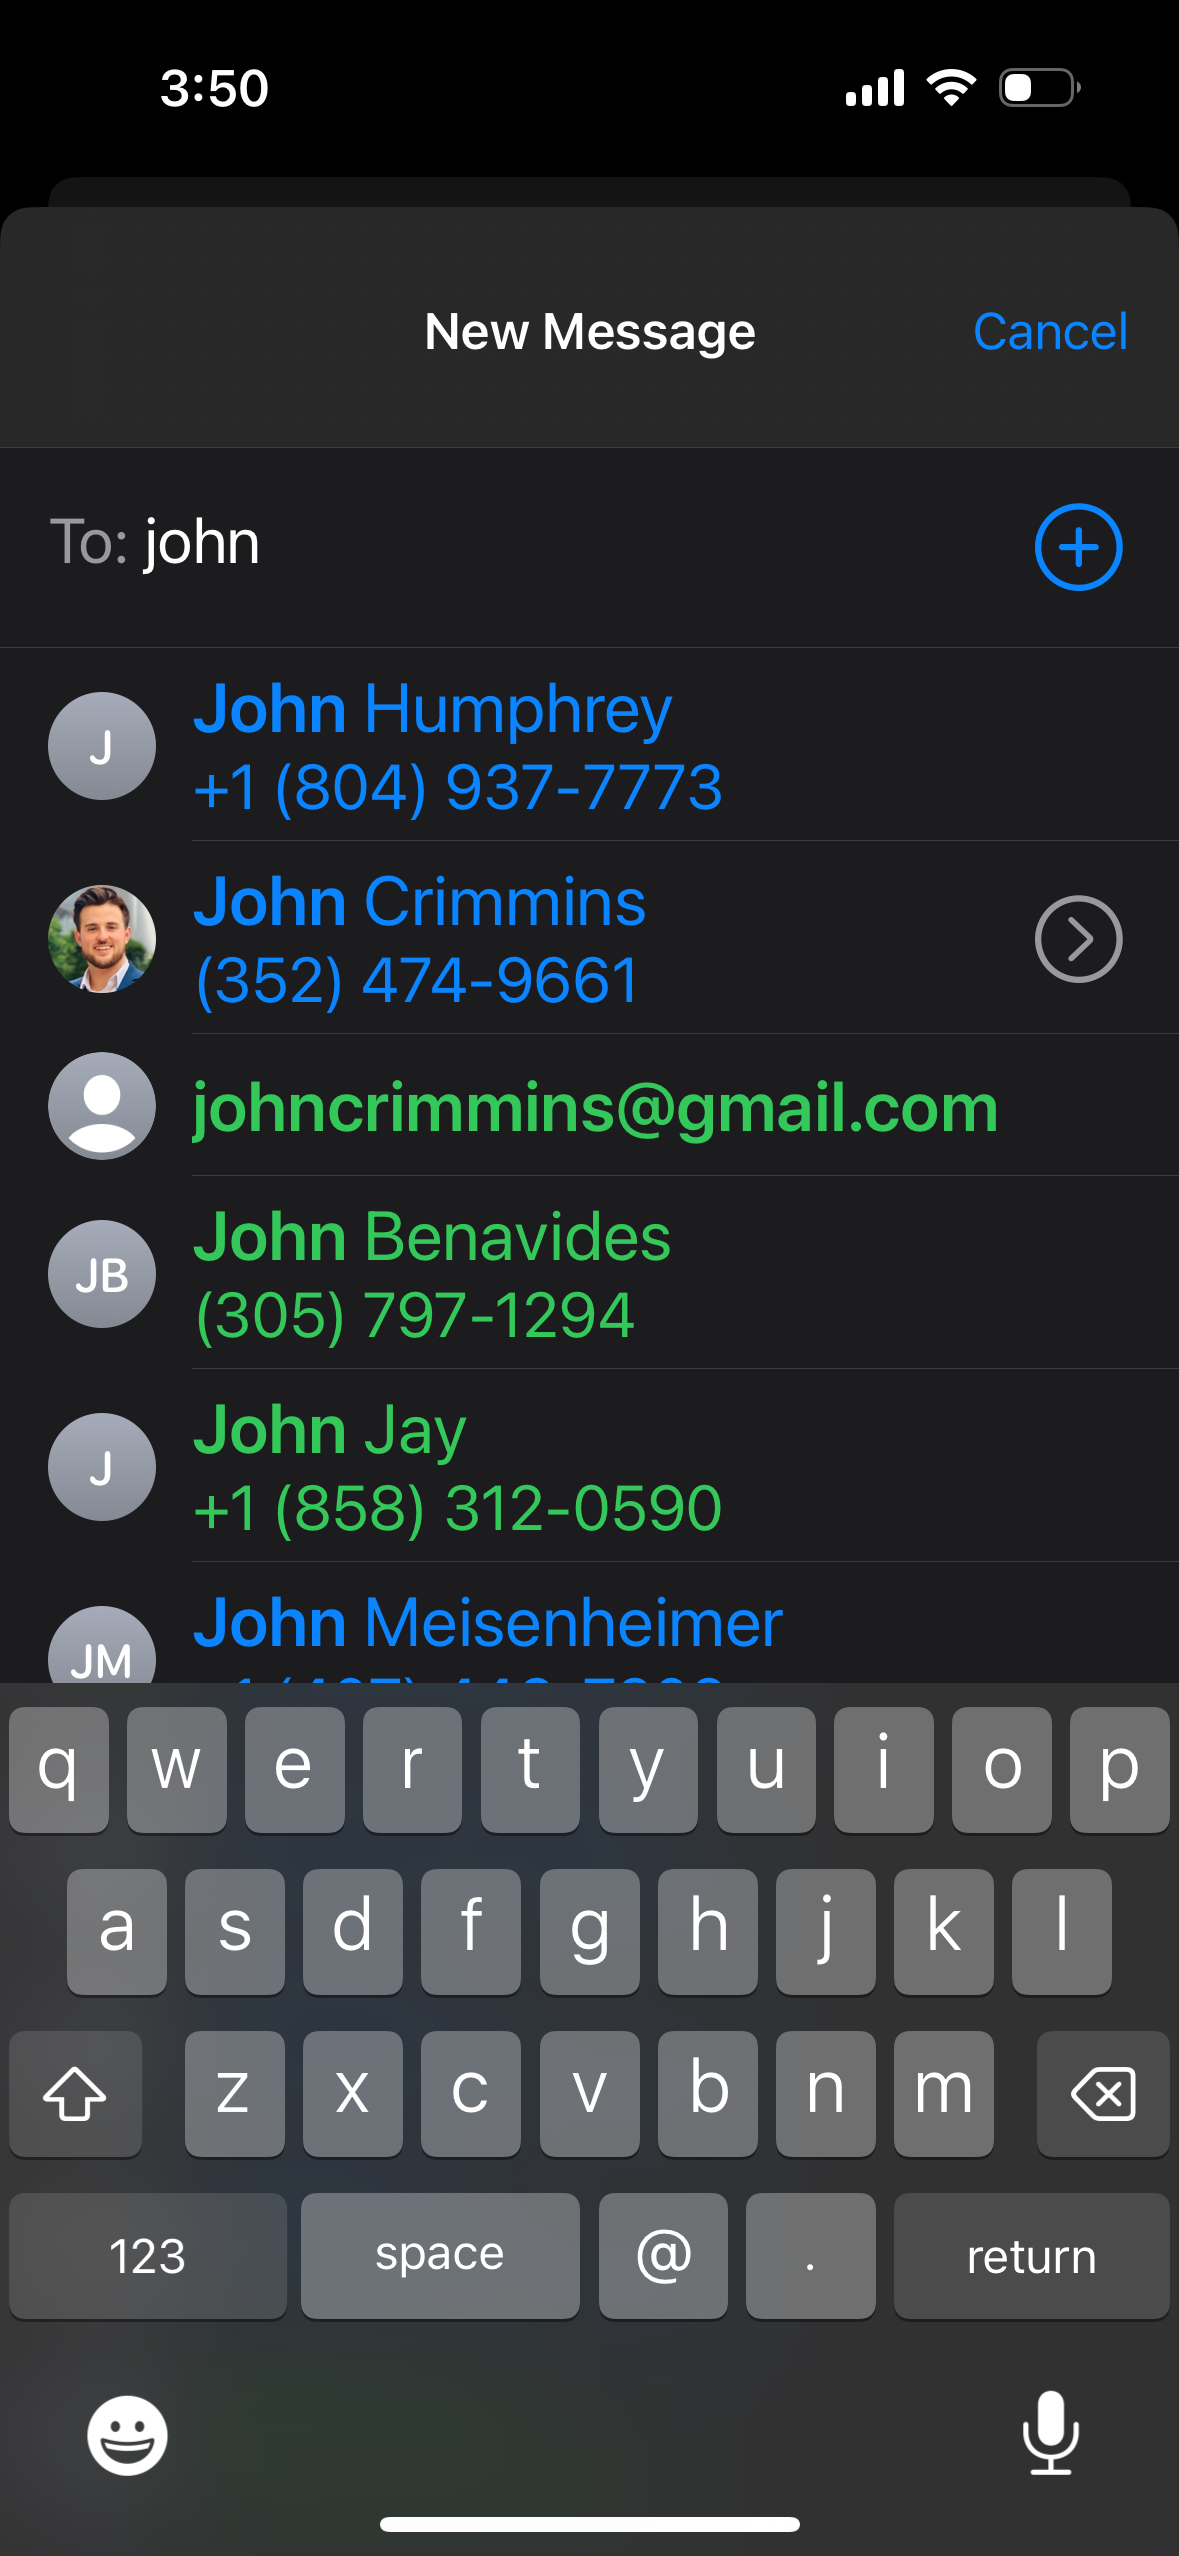 3:50
New Message
Cancel
To: john
J
John Humphrey
+1 (804) 937-7773
John Crimmins
(352) 474-9661
johncrimmins@gmail.com
JB
John Benavides
(305) 797-1294
J
John Jay
+1 (858) 312-0590
JM
John Meisenheimer
q w e r t y u i o p
a s d f g h j k l
z x c v b n m
123 space @ . return